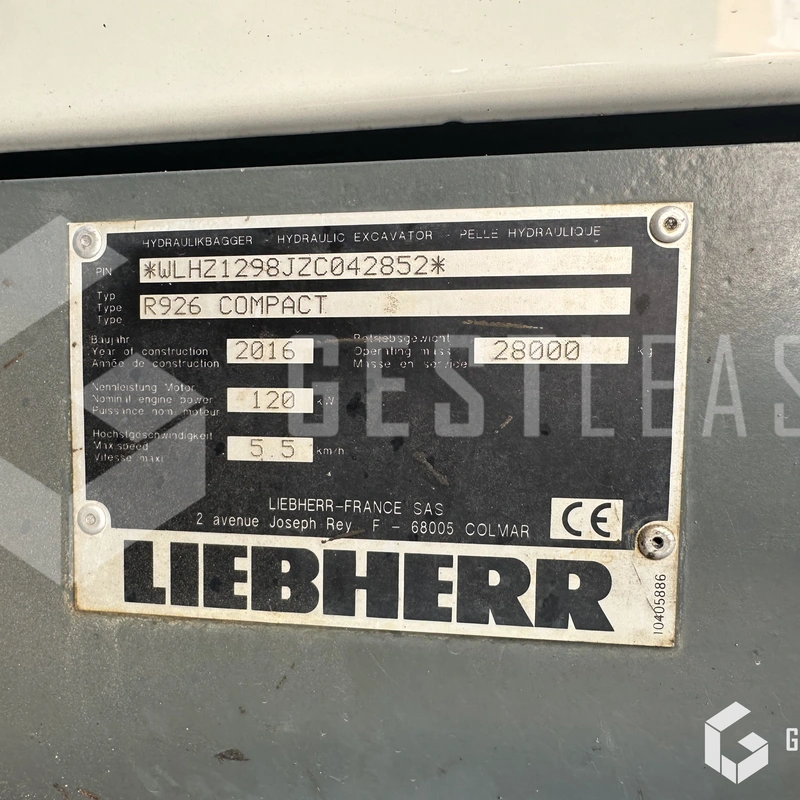 HYDRAULIKBAGGER - HYDRAULIC EXCAVATOR - PELLE HYDRAULIQUE
PIN *WLHZ1298JZC042852*
Typ
Type R926 COMPACT
Type
Baujahr
Year of construction 2016
Année de construction
Betriebsgewicht
Operating mass 28000 kg
Masse en service
Nennleistung Motor
Nominal engine power 120 kW
Puissance nom. moteur
Höchstgeschwindigkeit
Max.speed 5.5 km/h
Vitesse maxi
LIEBHERR-FRANCE SAS
2 avenue Joseph Rey F - 68005 COLMAR
CE
LIEBHERR
10405886
GESTLEAS
G